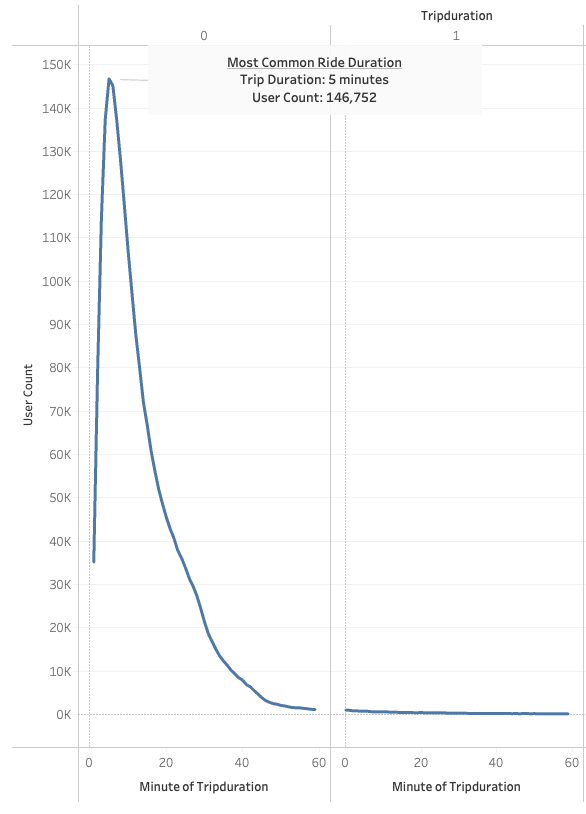 Tripduration
0
1
Most Common Ride Duration
Trip Duration: 5 minutes
User Count: 146,752
150K
140K
130K
120K
110K
100K
90K
80K
70K
60K
50K
40K
30K
20K
10K
0K
User Count
0 20 40 60 0 20 40 60
Minute of Tripduration Minute of Tripduration